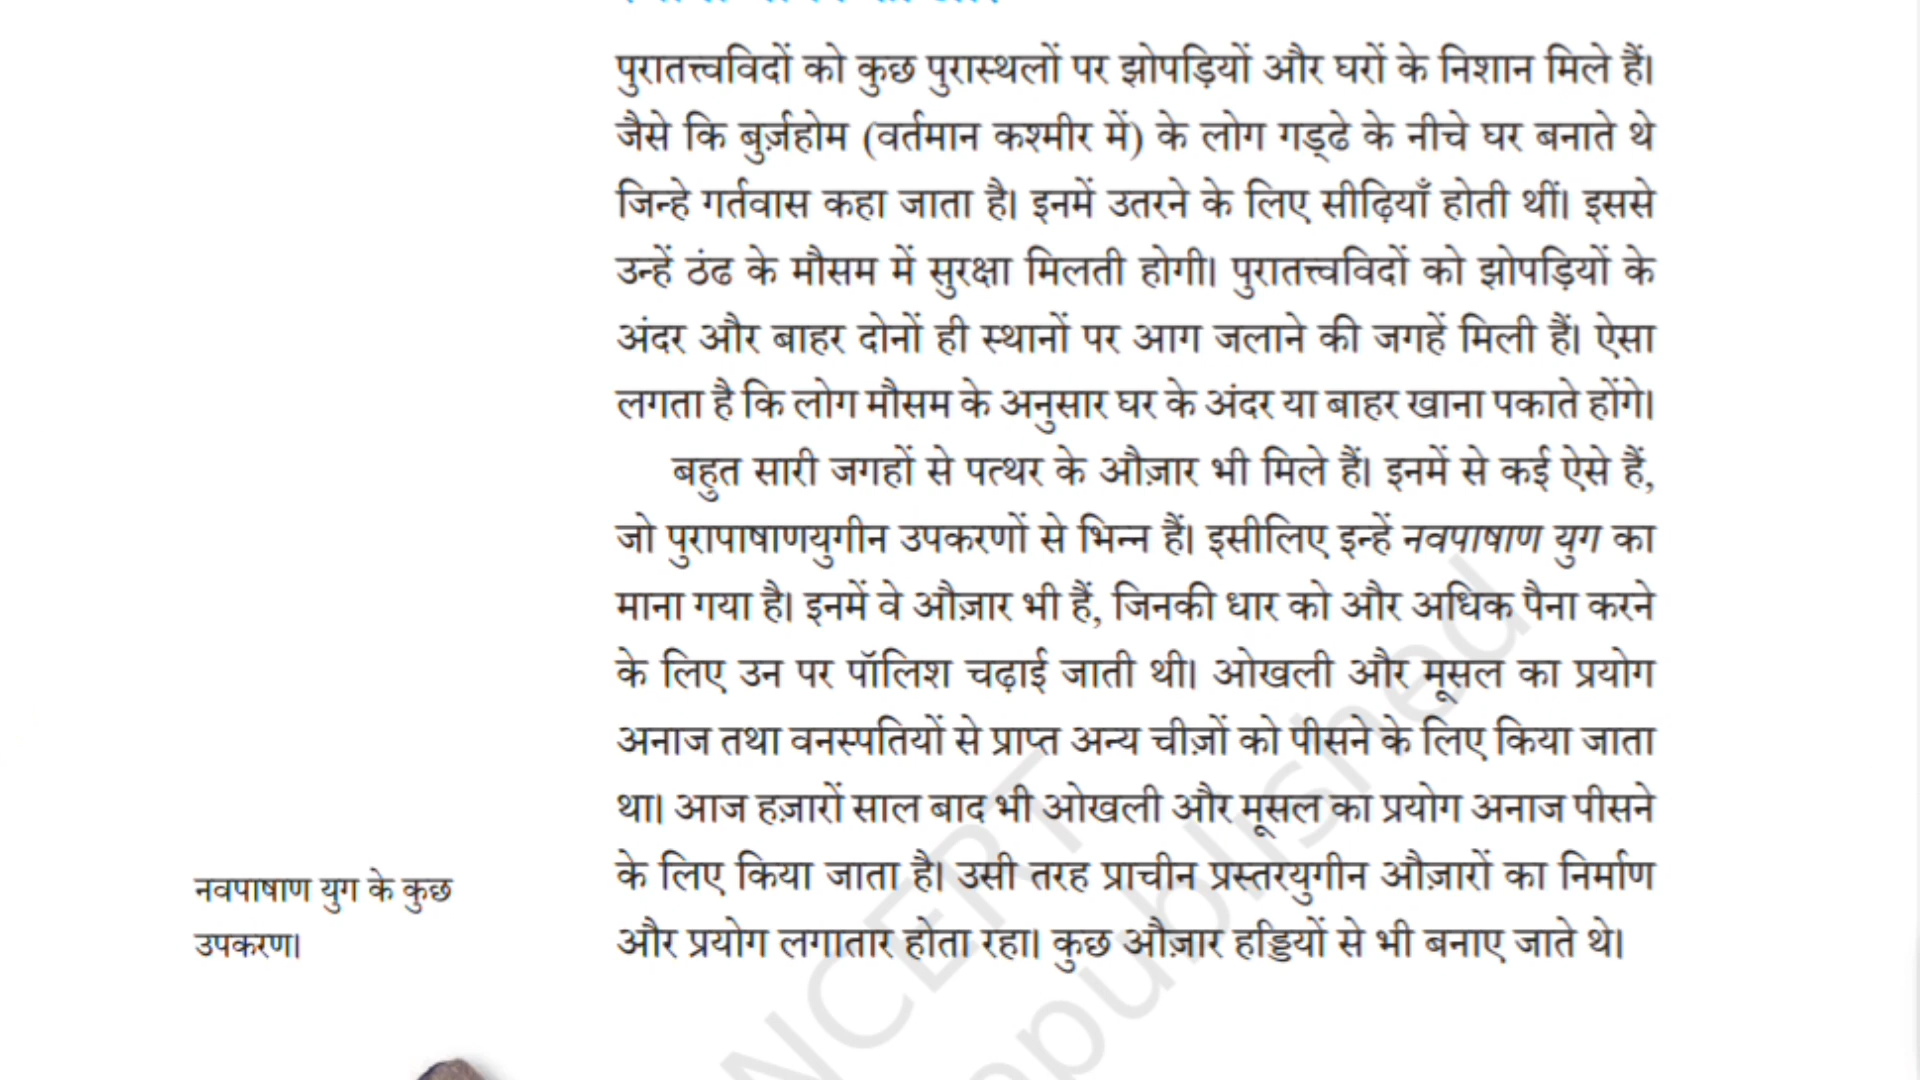 पुरातत्त्वविदों को कुछ पुरास्थलों पर झोपड़ियों और घरों के निशान मिले हैं।
जैसे कि बुर्ज़होम (वर्तमान कश्मीर में) के लोग गड्ढे के नीचे घर बनाते थे
जिन्हे गर्तवास कहा जाता है। इनमें उतरने के लिए सीढ़ियाँ होती थीं। इससे
उन्हें ठंढ के मौसम में सुरक्षा मिलती होगी। पुरातत्त्वविदों को झोपड़ियों के
अंदर और बाहर दोनों ही स्थानों पर आग जलाने की जगहें मिली हैं। ऐसा
लगता है कि लोग मौसम के अनुसार घर के अंदर या बाहर खाना पकाते होंगे।
बहुत सारी जगहों से पत्थर के औज़ार भी मिले हैं। इनमें से कई ऐसे हैं,
जो पुरापाषाणयुगीन उपकरणों से भिन्न हैं। इसीलिए इन्हें नवपाषाण युग का
माना गया है। इनमें वे औज़ार भी हैं, जिनकी धार को और अधिक पैना करने
के लिए उन पर पॉलिश चढ़ाई जाती थी। ओखली और मूसल का प्रयोग
अनाज तथा वनस्पतियों से प्राप्त अन्य चीज़ों को पीसने के लिए किया जाता
था। आज हज़ारों साल बाद भी ओखली और मूसल का प्रयोग अनाज पीसने
के लिए किया जाता है। उसी तरह प्राचीन प्रस्तरयुगीन औज़ारों का निर्माण
और प्रयोग लगातार होता रहा। कुछ औज़ार हड्डियों से भी बनाए जाते थे।
नवपाषाण युग के कुछ
उपकरण।
NCERT
republished